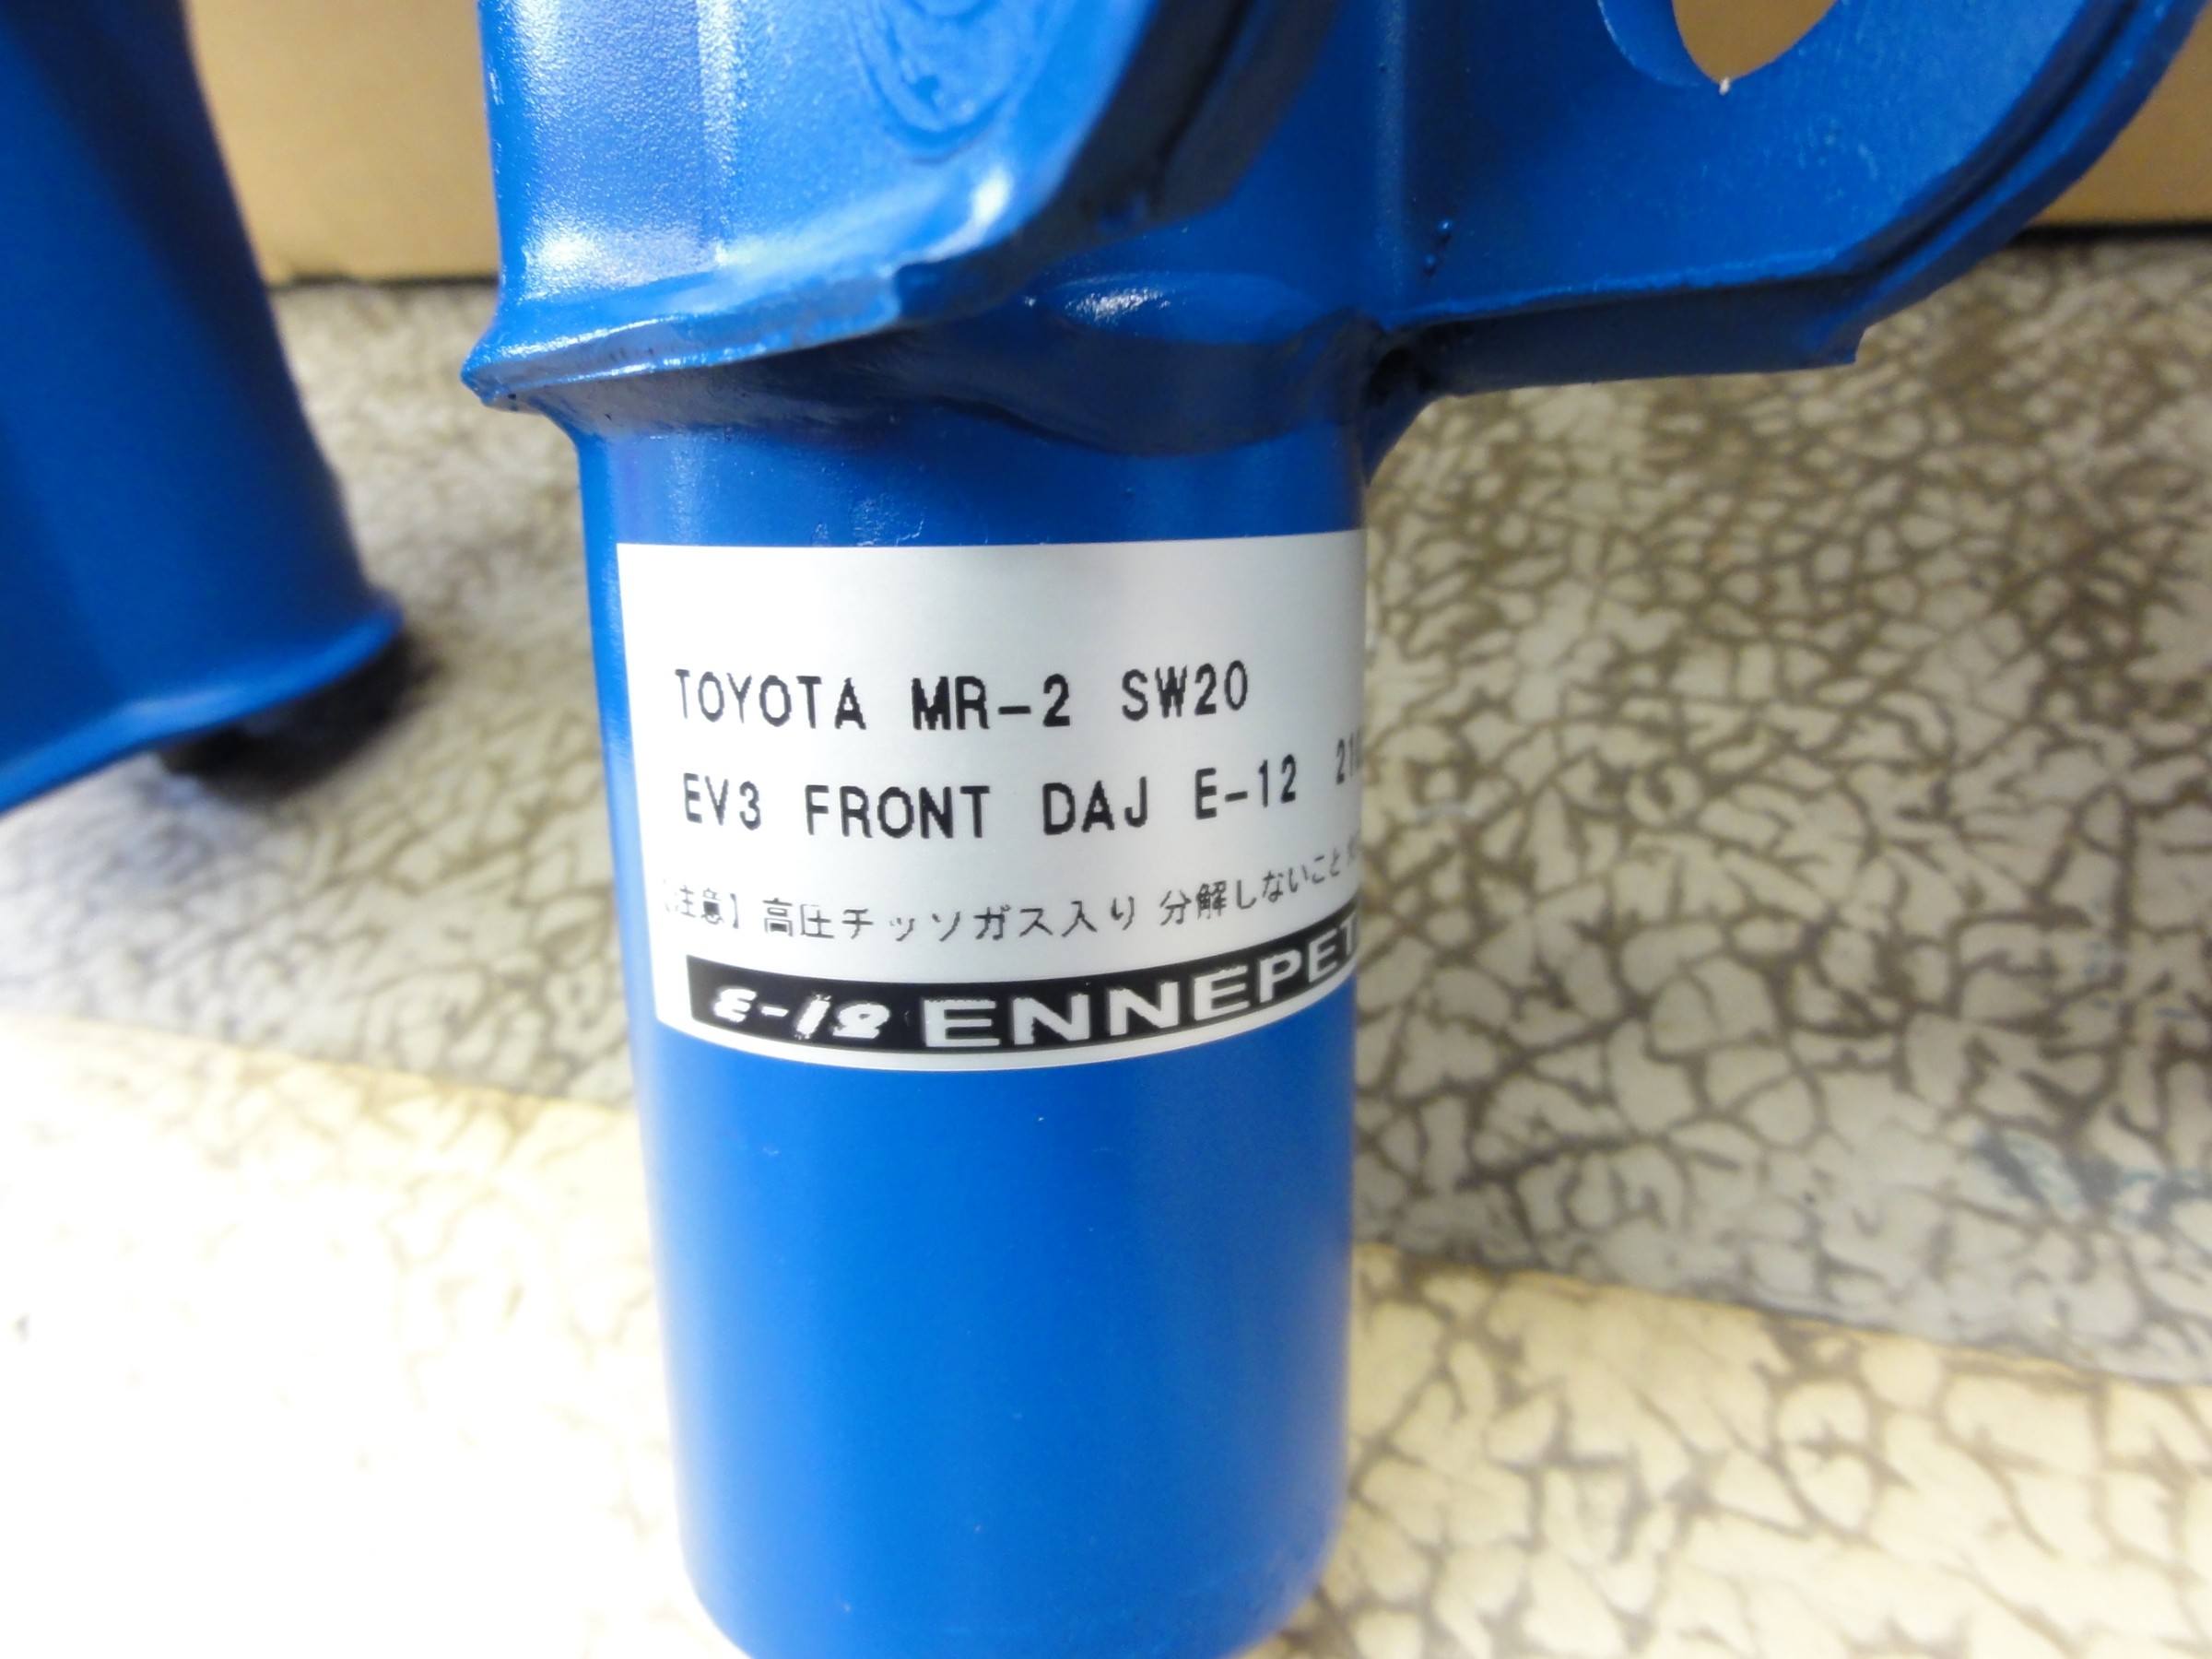 TOYOTA MR-2 SW20
EV3 FRONT DAJ E-12
【注意】高圧チッソガス入り 分解しないこと
E-12 ENNEPET